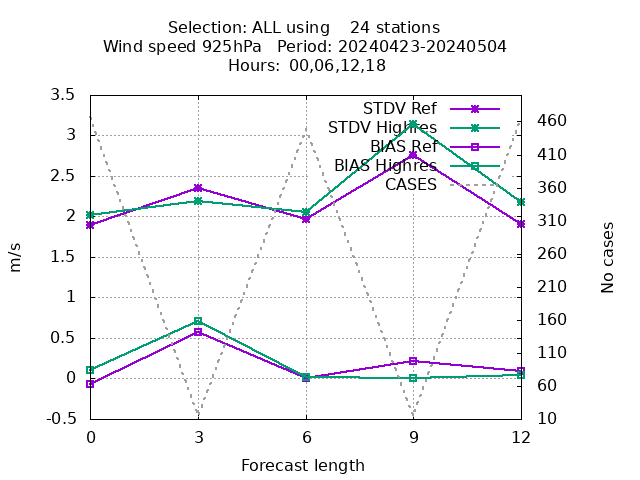 Selection: ALL using    24 stations
Wind speed 925hPa   Period: 20240423-20240504
Hours:  00,06,12,18
STDV Ref
STDV Highres
BIAS Ref
BIAS Highres
CASES
3.5
3
2.5
2
1.5
1
0.5
0
-0.5
m/s
460
410
360
310
260
210
160
110
60
10
No cases
0
3
6
9
12
Forecast length